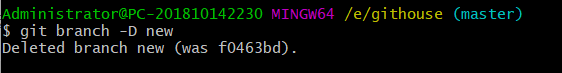 Administrator@PC-201810142230 MINGW64 /e/githouse (master)
$ git branch -D new
Deleted branch new (was f0463bd).